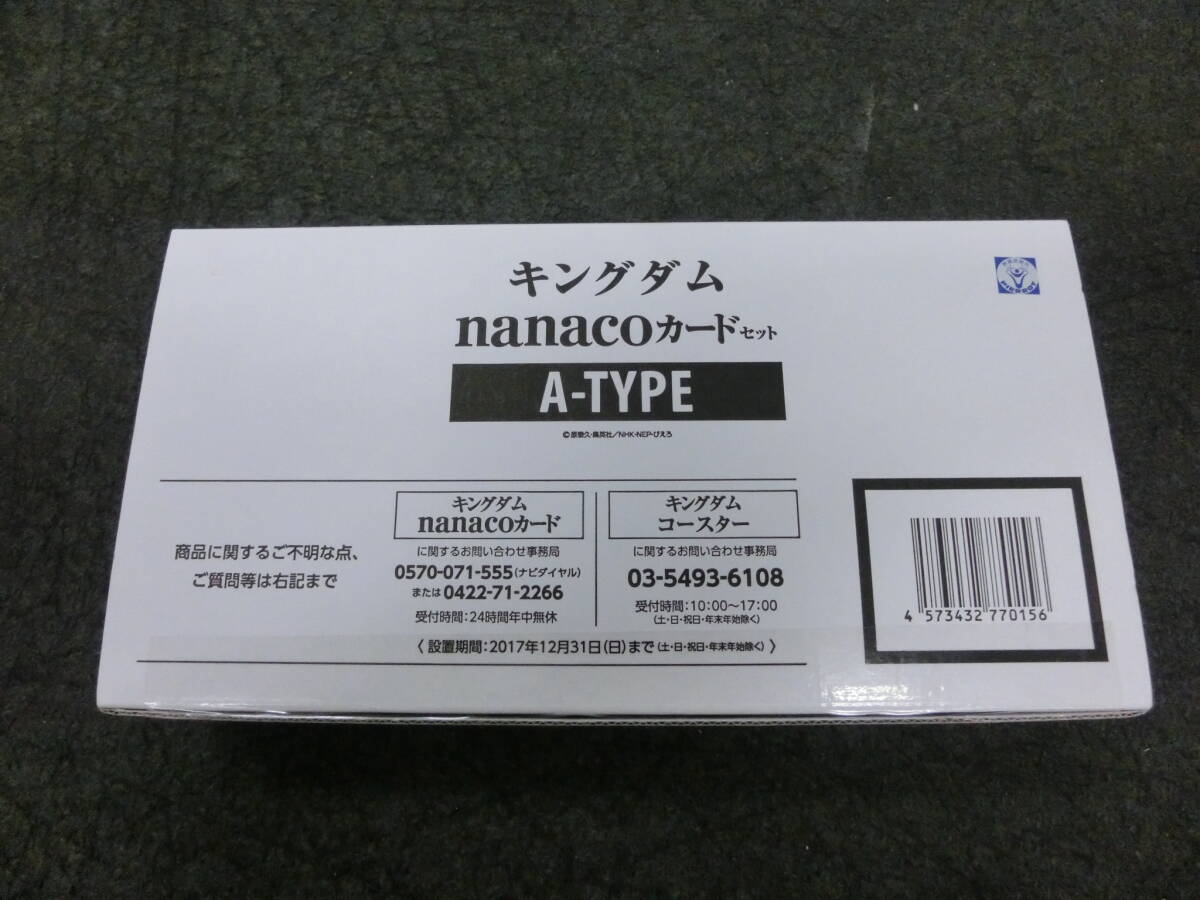 キングダム
nanacoカードセット
A-TYPE
©原泰久・集英社/NHK・NEP・ぴえろ
商品に関するご不明な点、
ご質問等は右記まで
キングダム
nanacoカード
に関するお問い合わせ事務局
0570-071-555(ナビダイヤル)
または0422-71-2266
受付時間:24時間年中無休
キングダム
コースター
に関するお問い合わせ事務局
03-5493-6108
受付時間:10:00〜17:00
(土・日・祝日・年末年始除く)
〈 設置期間:2017年12月31日(日)まで(土・日・祝日・年末年始除く) 〉
4 573432 770156